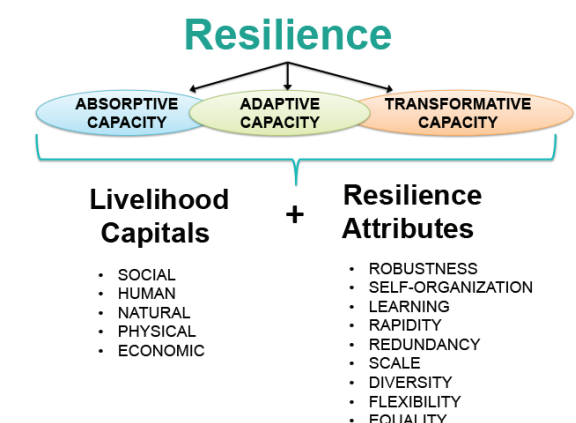 Resilience
ABSORPTIVE
CAPACITY
ADAPTIVE
CAPACITY
TRANSFORMATIVE
CAPACITY
Livelihood
Capitals
+
Resilience
Attributes
• SOCIAL
• HUMAN
• NATURAL
• PHYSICAL
• ECONOMIC
• ROBUSTNESS
• SELF-ORGANIZATION
• LEARNING
• RAPIDITY
• REDUNDANCY
• SCALE
• DIVERSITY
• FLEXIBILITY
• EQUALITY